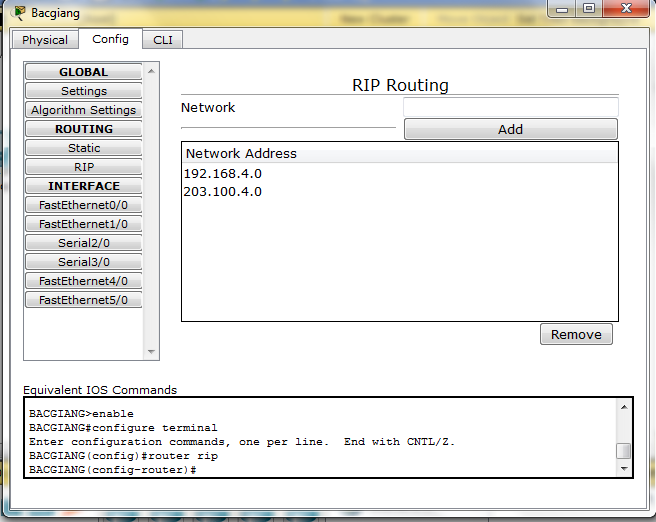 Bacgiang
New Cluster
Physical
Config
CLI
GLOBAL
Settings
Algorithm Settings
ROUTING
Static
RIP
INTERFACE
FastEthernet0/0
FastEthernet1/0
Serial2/0
Serial3/0
FastEthernet4/0
FastEthernet5/0
RIP Routing
Network
Add
Network Address
192.168.4.0
203.100.4.0
Remove
Equivalent IOS Commands
BACGIANG>enable
BACGIANG#configure terminal
Enter configuration commands, one per line.  End with CNTL/Z.
BACGIANG(config)#router rip
BACGIANG(config-router)#